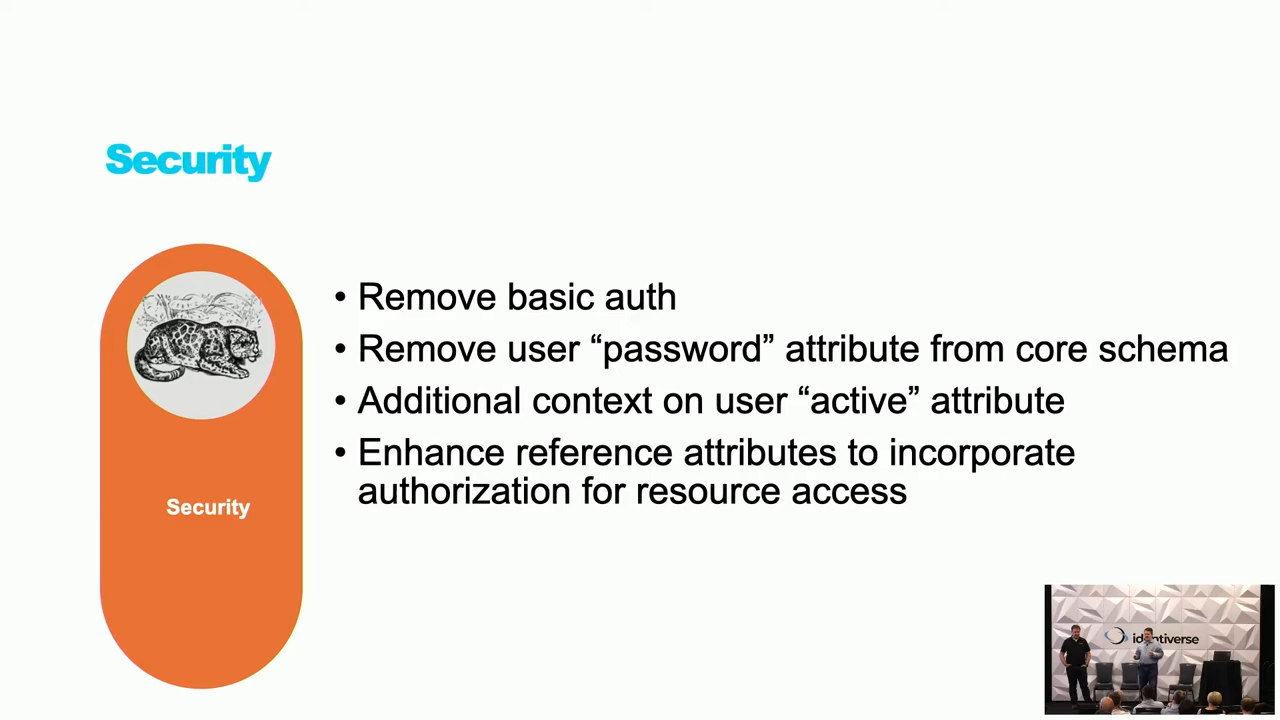 Security
• Remove basic auth
• Remove user “password” attribute from core schema
• Additional context on user “active” attribute
• Enhance reference attributes to incorporate
authorization for resource access
Security
identiverse